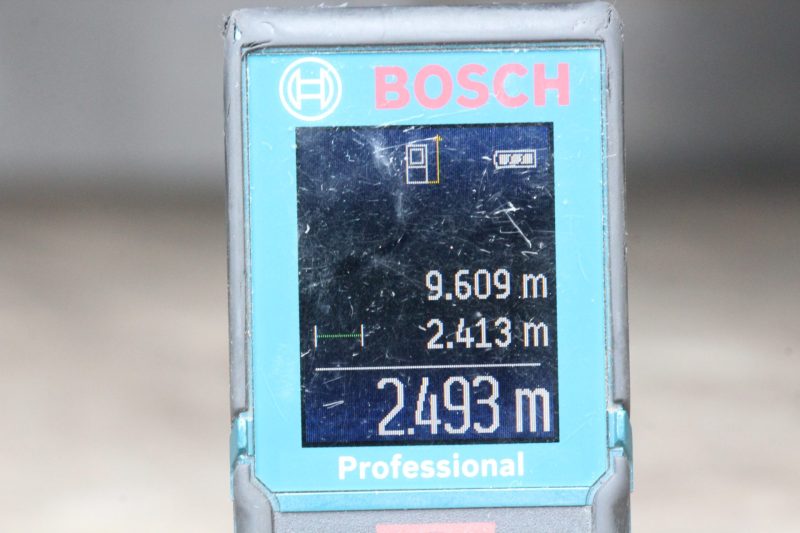 BOSCH
9.609 m
2.413 m
2.493 m
Professional